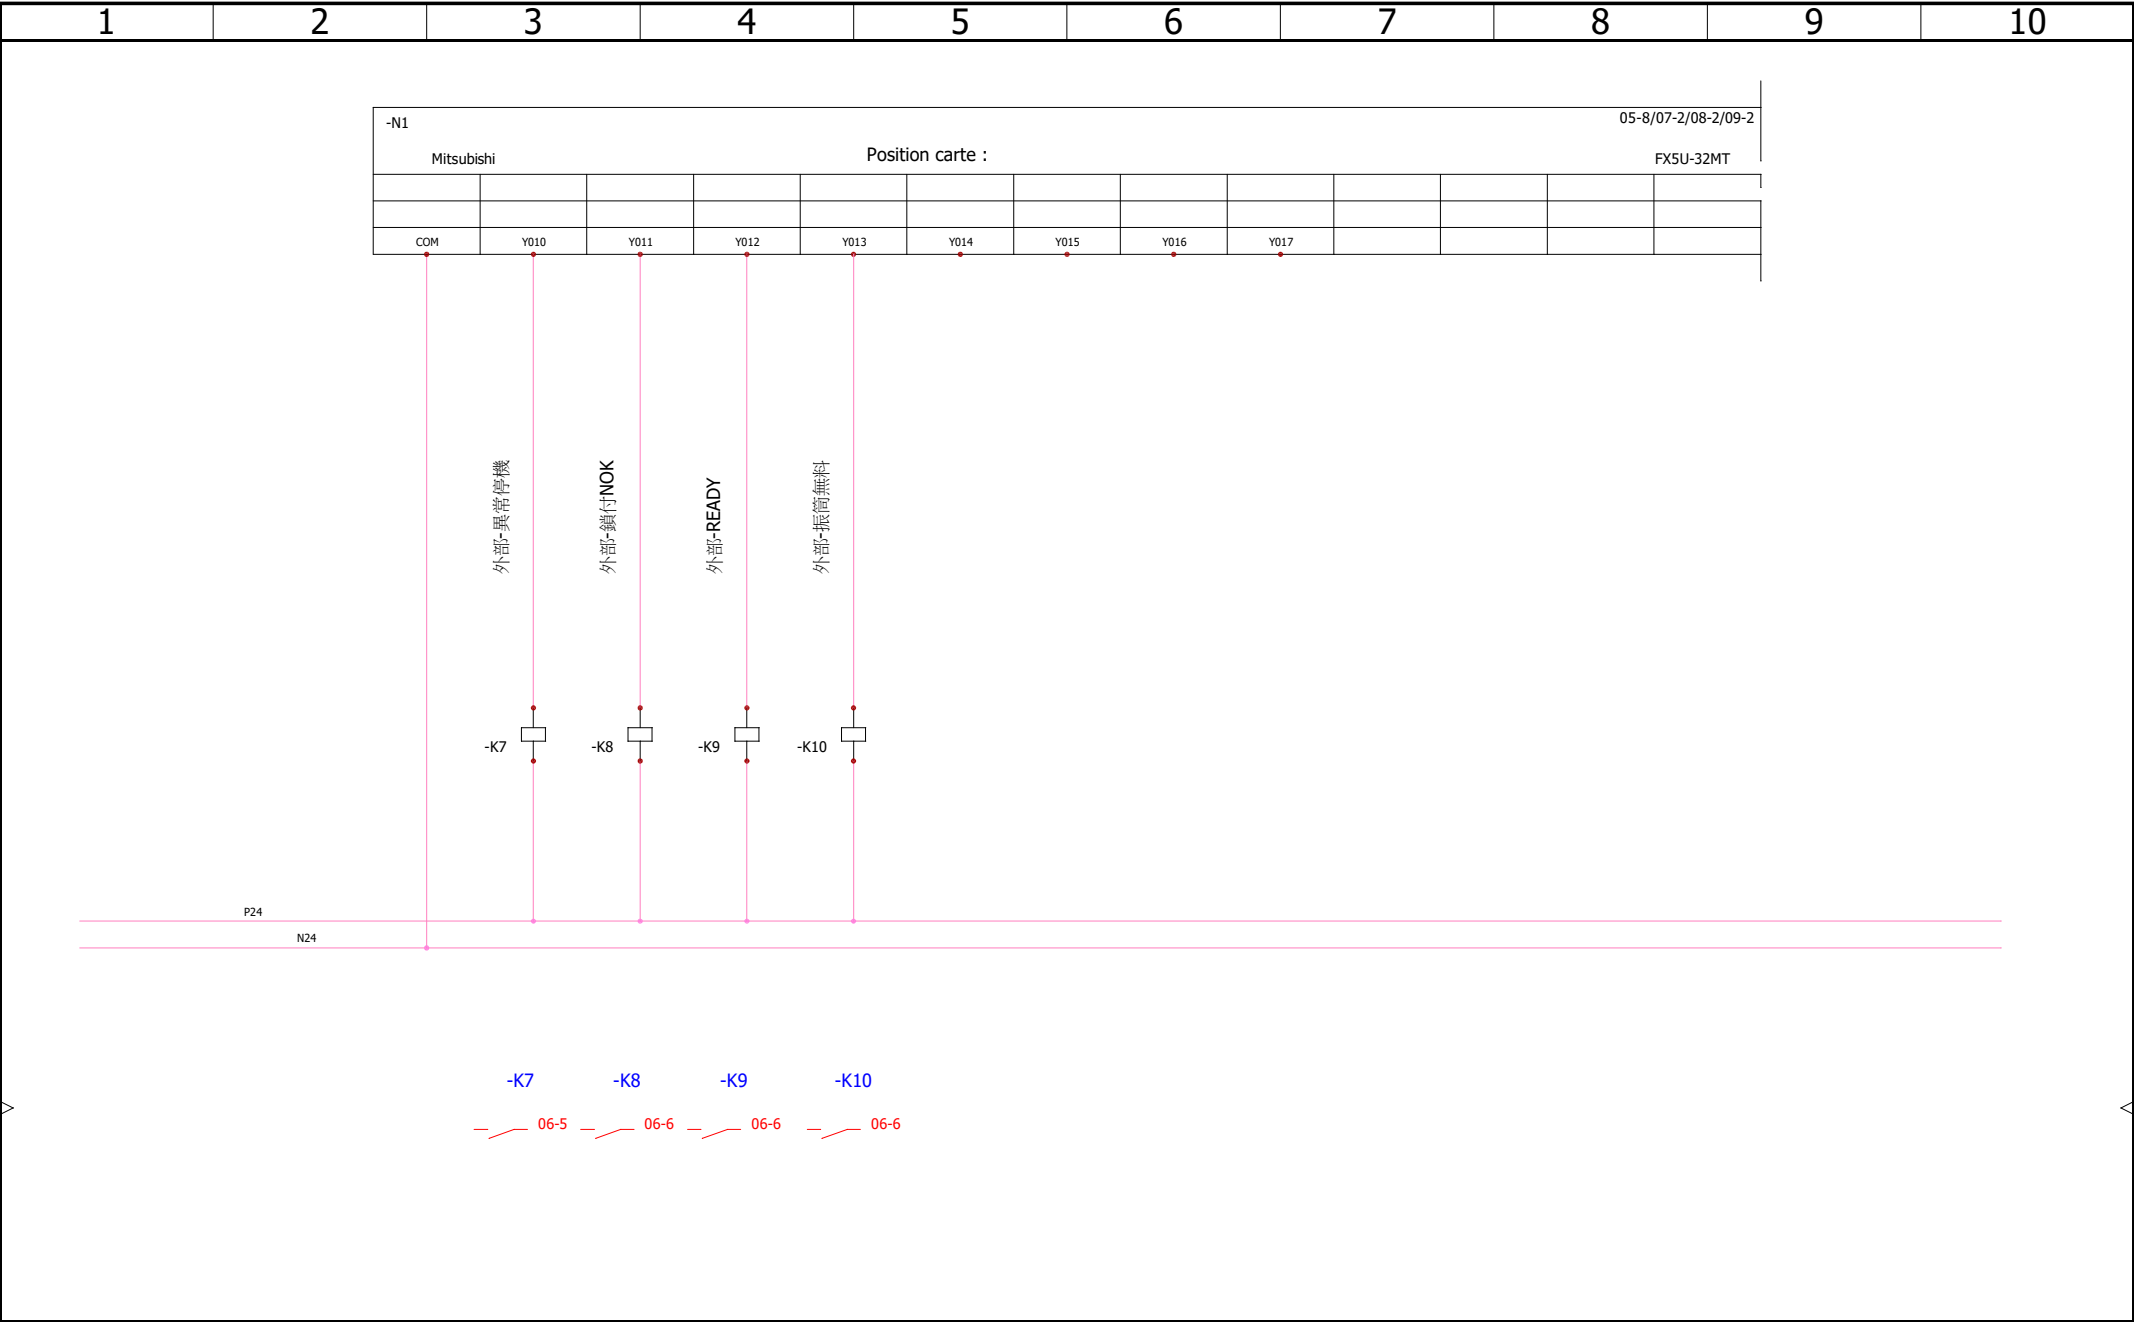 1 2 3 4 5 6 7 8 9 10
-N1 05-8/07-2/08-2/09-2
Mitsubishi Position carte : FX5U-32MT
COM Y010 Y011 Y012 Y013 Y014 Y015 Y016 Y017
外部-異常停機
外部-鎖付NOK
外部-READY
外部-振筒無料
-K7 -K8 -K9 -K10
P24
N24
-K7 -K8 -K9 -K10
06-5 06-6 06-6 06-6